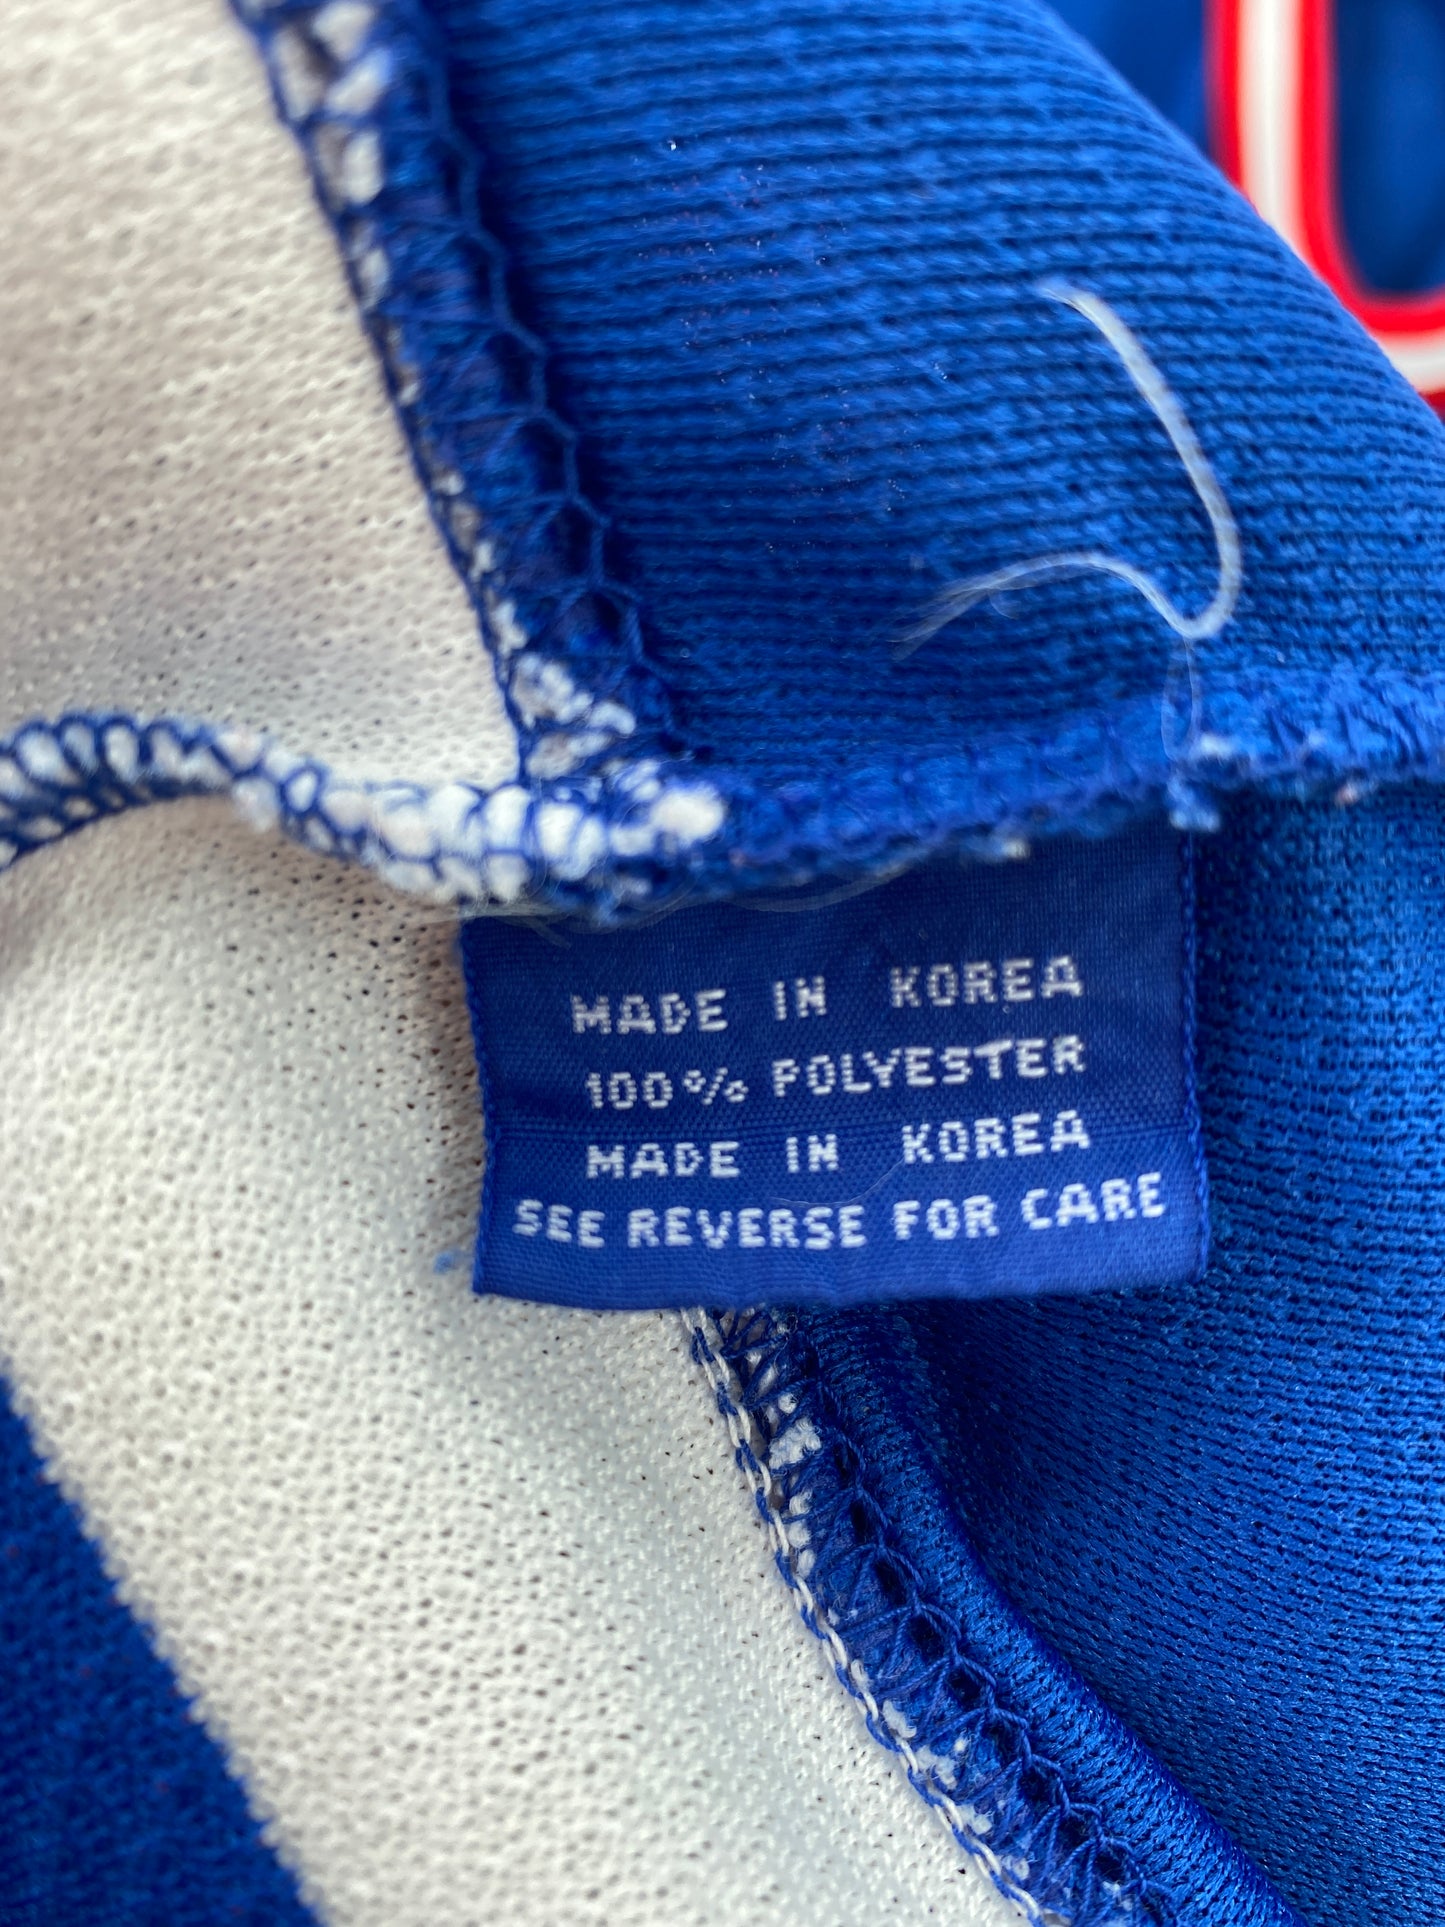 MADE IN KOREA
100% POLYESTER
MADE IN KOREA
SEE REVERSE FOR CARE